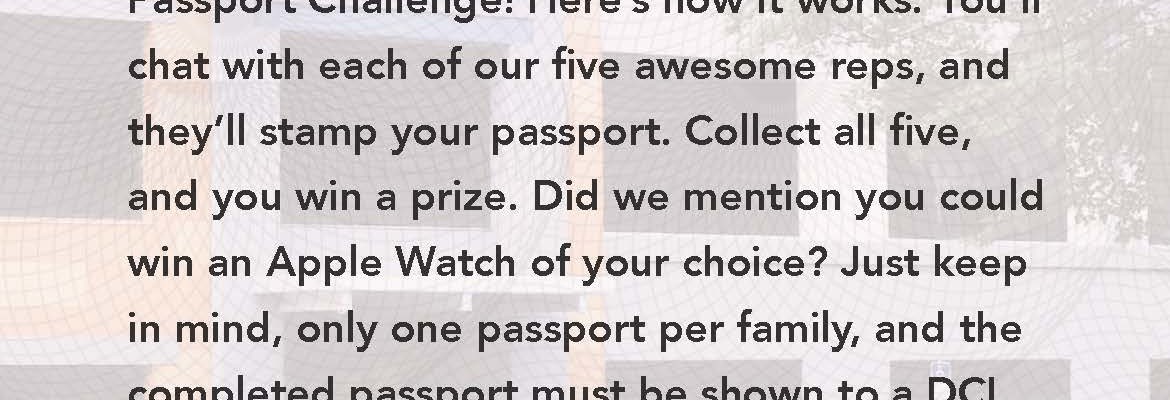 Passport Challenge! Here's how it works. You'll
chat with each of our five awesome reps, and
they'll stamp your passport. Collect all five,
and you win a prize. Did we mention you could
win an Apple Watch of your choice? Just keep
in mind, only one passport per family, and the
completed passport must be shown to a DCI